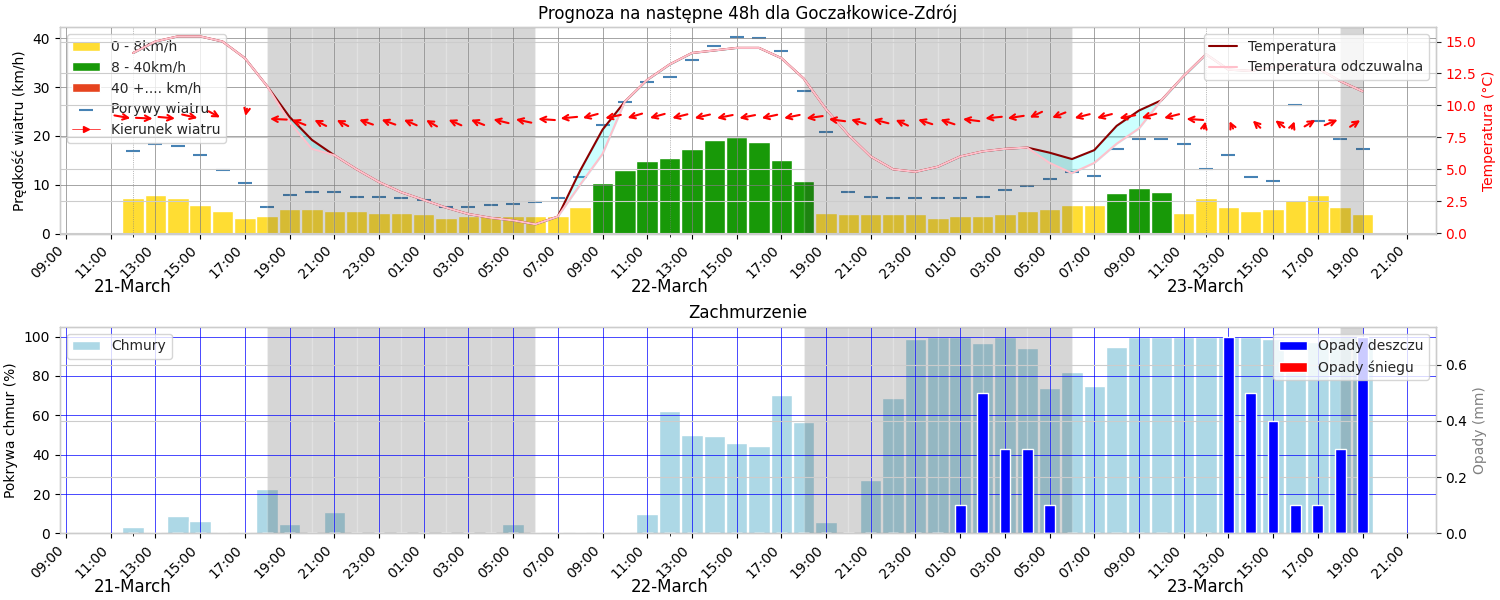 Prognoza na następne 48h dla Goczałkowice-Zdrój
Prędkość wiatru (km/h)
40
30
20
10
0
0 - 8km/h
8 - 40km/h
40 +.... km/h
Porywy wiatru
Kierunek wiatru
Temperatura
Temperatura odczuwalna
15.0
12.5
10.0
7.5
5.0
2.5
0.0
Temperatura (°C)
09:00 11:00 13:00 15:00 17:00 19:00 21:00 23:00 01:00 03:00 05:00 07:00 09:00 11:00 13:00 15:00 17:00 19:00 21:00 23:00 01:00 03:00 05:00 07:00 09:00 11:00 13:00 15:00 17:00 19:00 21:00
21-March 22-March 23-March
Zachmurzenie
Pokrywa chmur (%)
100
80
60
40
20
0
Chmury
Opady deszczu
Opady śniegu
0.6
0.4
0.2
0.0
Opady (mm)
09:00 11:00 13:00 15:00 17:00 19:00 21:00 23:00 01:00 03:00 05:00 07:00 09:00 11:00 13:00 15:00 17:00 19:00 21:00 23:00 01:00 03:00 05:00 07:00 09:00 11:00 13:00 15:00 17:00 19:00 21:00
21-March 22-March 23-March